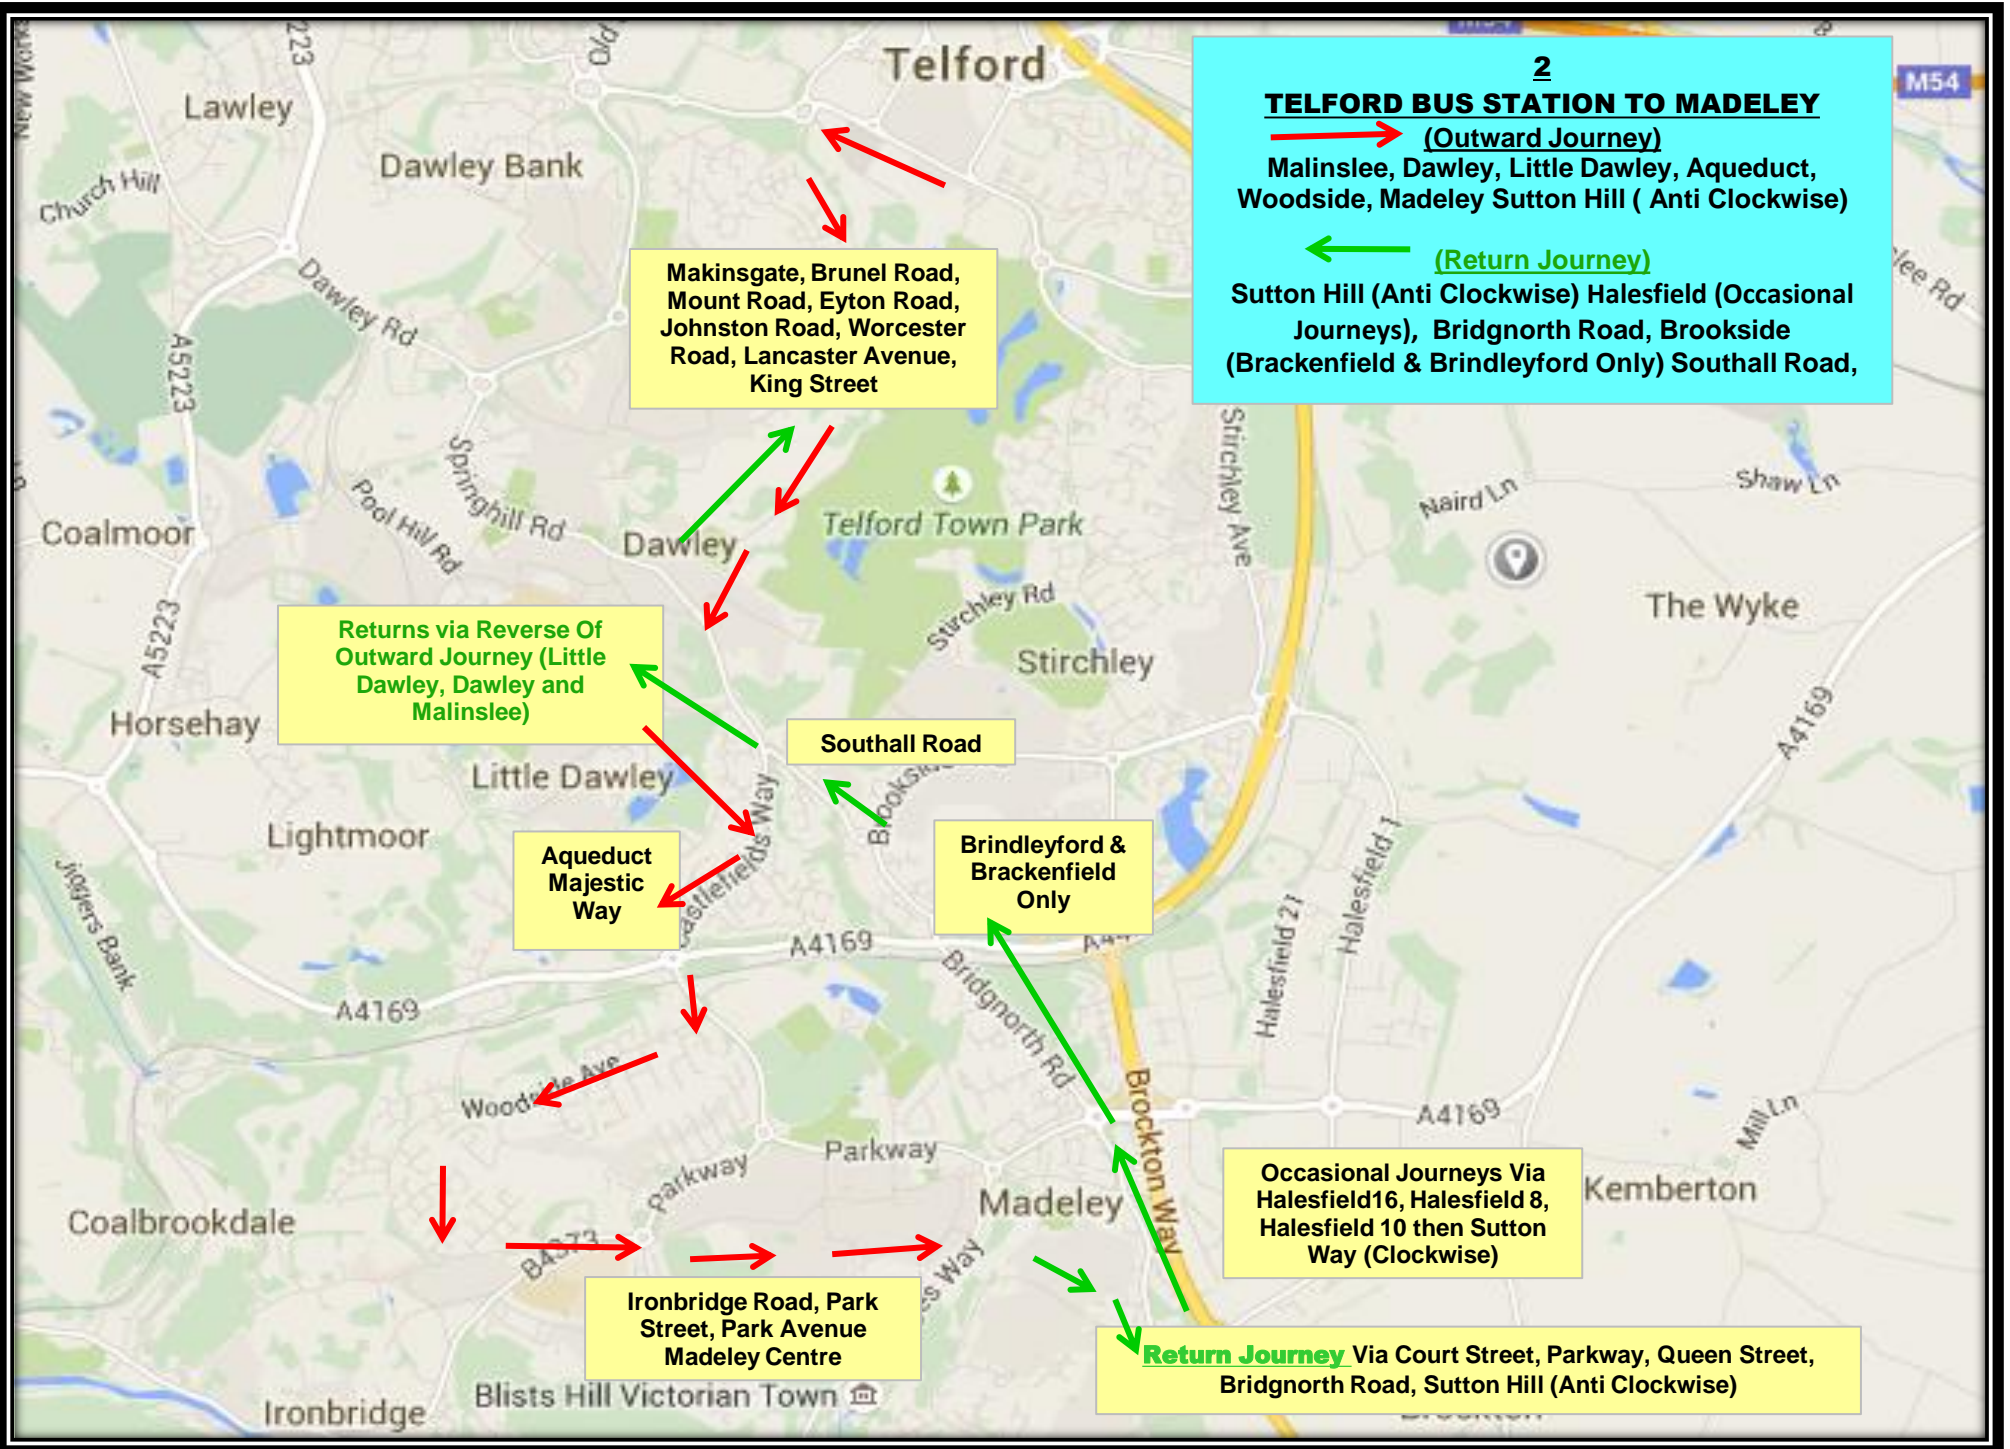 2
TELFORD BUS STATION TO MADELEY
(Outward Journey)
Malinslee, Dawley, Little Dawley, Aqueduct,
Woodside, Madeley Sutton Hill ( Anti Clockwise)
(Return Journey)
Sutton Hill (Anti Clockwise) Halesfield (Occasional
Journeys), Bridgnorth Road, Brookside
(Brackenfield & Brindleyford Only) Southall Road,
Telford
M54
Lawley
Dawley Bank
Church Hill
Dawley Rd
A5223
Makinsgate, Brunel Road,
Mount Road, Eyton Road,
Johnston Road, Worcester
Road, Lancaster Avenue,
King Street
Springhill Rd
Pool Hill Rd
Coalmoor
Dawley
Telford Town Park
Stirchley Ave
Naird Ln
Shaw Ln
The Wyke
Stirchley Rd
Stirchley
A5223
Returns via Reverse Of
Outward Journey (Little
Dawley, Dawley and
Malinslee)
Horsehay
Southall Road
A4169
Little Dawley
Lightmoor
Aqueduct
Majestic
Way
Brindleyford &
Brackenfield
Only
Halesfield 1
Halesfield 21
Jiggers Bank
A4169
A4169
Bridgnorth Rd
Woodside Ave
Parkway
Parkway
Brockton Way
A4169
Mill Ln
Madeley
Kemberton
Coalbrookdale
B4373
Occasional Journeys Via
Halesfield16, Halesfield 8,
Halesfield 10 then Sutton
Way (Clockwise)
Ironbridge Road, Park
Street, Park Avenue
Madeley Centre
Return Journey Via Court Street, Parkway, Queen Street,
Bridgnorth Road, Sutton Hill (Anti Clockwise)
Blists Hill Victorian Town
Ironbridge